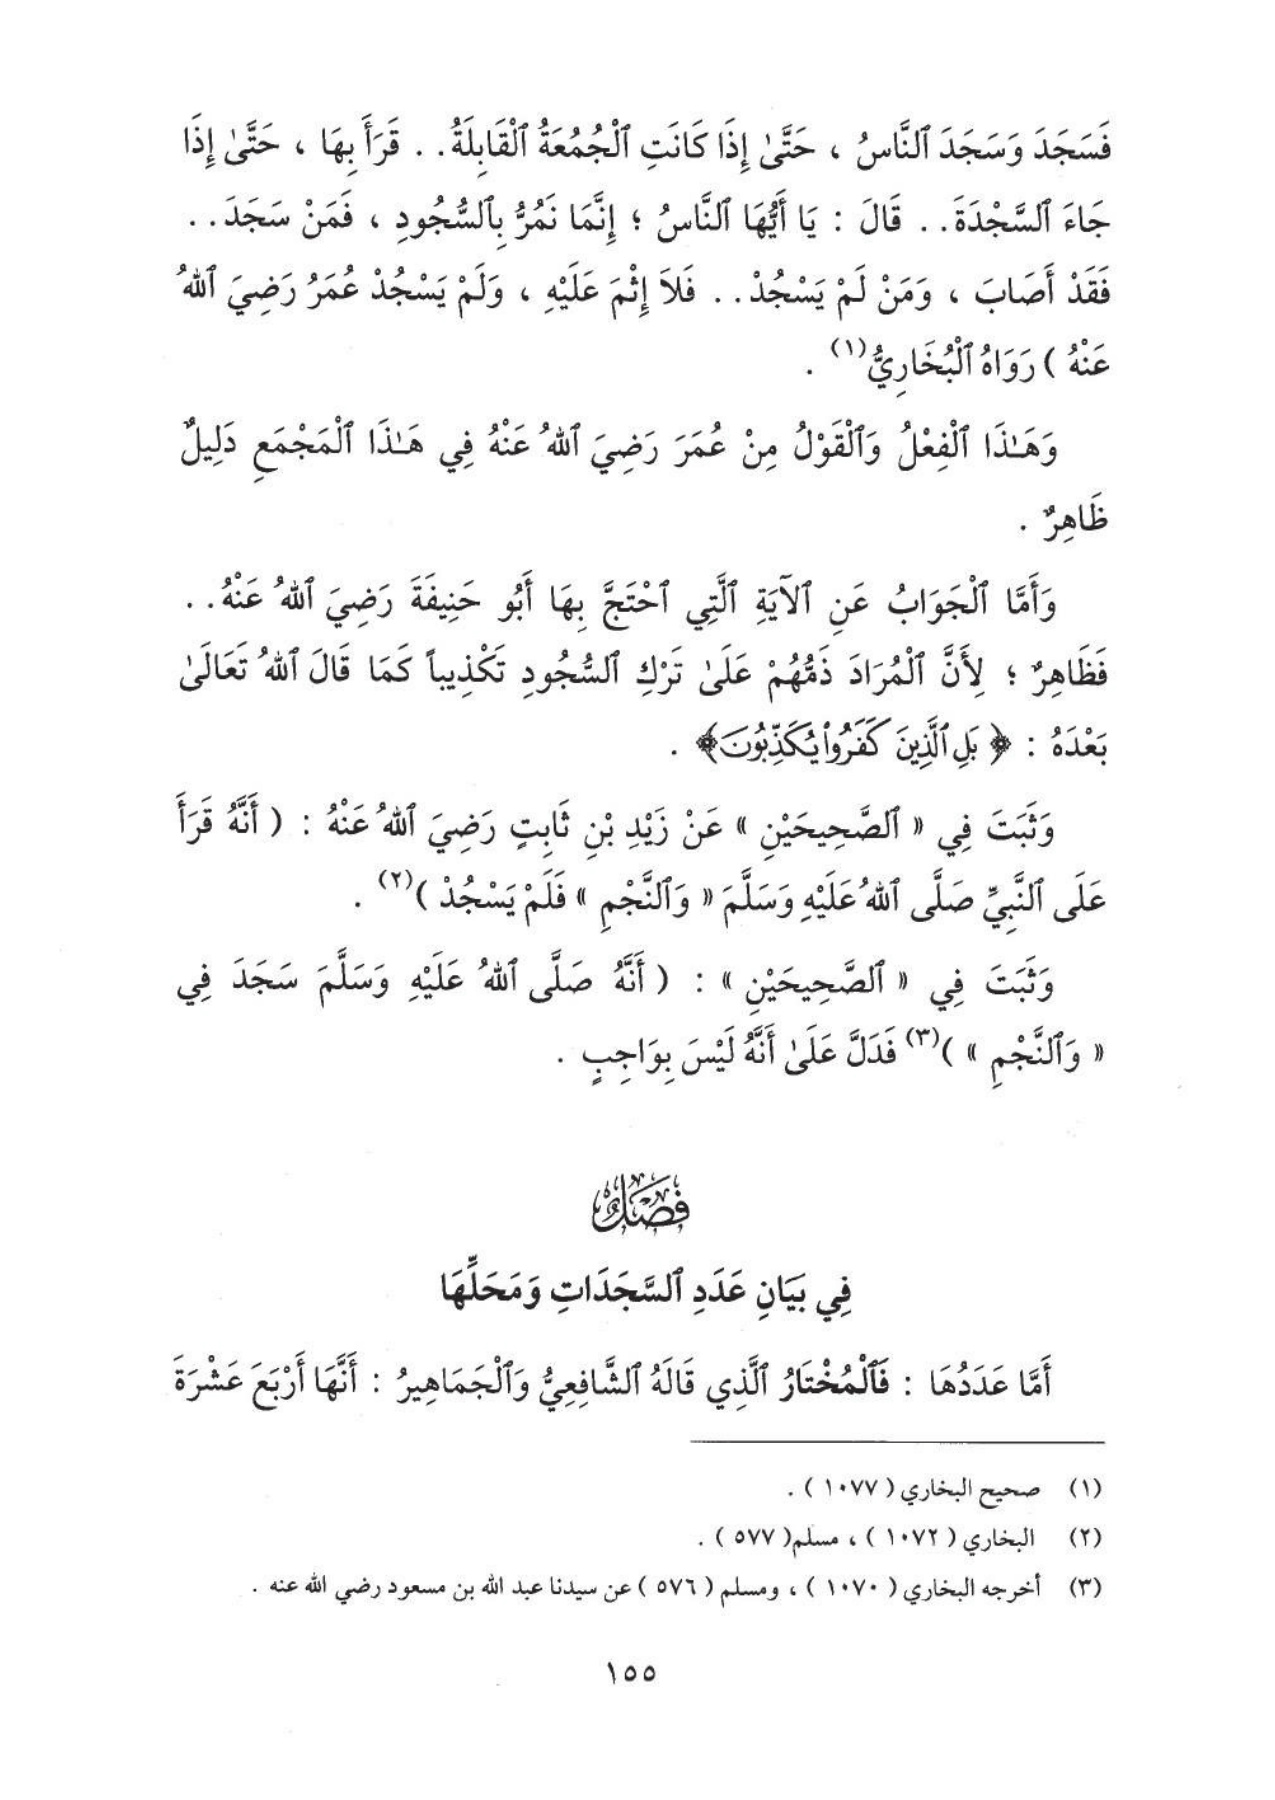 فَسَجَدَ وَسَجَدَ ٱلنَّاسُ ، حَتَّىٰ إِذَا كَانَتِ ٱلْجُمُعَةُ ٱلْقَابِلَةُ. . قَرَأَ بِهَا ، حَتَّىٰ إِذَا
جَاءَ ٱلسَّجْدَةَ. . قَالَ : يَا أَيُّهَا ٱلنَّاسُ ؛ إِنَّمَا نَمُرُّ بِٱلسُّجُودِ ، فَمَنْ سَجَدَ. .
فَقَدْ أَصَابَ ، وَمَنْ لَمْ يَسْجُدْ. . فَلاَ إِثْمَ عَلَيْهِ ، وَلَمْ يَسْجُدْ عُمَرُ رَضِيَ ٱللهُ
عَنْهُ ) رَوَاهُ ٱلْبُخَارِيُّ(١) .
وَهَـٰذَا ٱلْفِعْلُ وَٱلْقَوْلُ مِنْ عُمَرَ رَضِيَ ٱللهُ عَنْهُ فِي هَـٰذَا ٱلْمَجْمَعِ دَلِيلٌ
ظَاهِرٌ .
وَأَمَّا ٱلْجَوَابُ عَنِ ٱلآيَةِ ٱلَّتِي ٱحْتَجَّ بِهَا أَبُو حَنِيفَةَ رَضِيَ ٱللهُ عَنْهُ. .
فَظَاهِرٌ ؛ لِأَنَّ ٱلْمُرَادَ ذَمُّهُمْ عَلَىٰ تَرْكِ ٱلسُّجُودِ تَكْذِيباً كَمَا قَالَ ٱللهُ تَعَالَىٰ
بَعْدَهُ : ﴿ بَلِ ٱلَّذِينَ كَفَرُوا۟ يُكَذِّبُونَ﴾ .
وَثَبَتَ فِي « ٱلصَّحِيحَيْنِ » عَنْ زَيْدِ بْنِ ثَابِتٍ رَضِيَ ٱللهُ عَنْهُ : ( أَنَّهُ قَرَأَ
عَلَى ٱلنَّبِيِّ صَلَّى ٱللهُ عَلَيْهِ وَسَلَّمَ « وَٱلنَّجْمِ » فَلَمْ يَسْجُدْ )(٢) .
وَثَبَتَ فِي « ٱلصَّحِيحَيْنِ » : ( أَنَّهُ صَلَّى ٱللهُ عَلَيْهِ وَسَلَّمَ سَجَدَ فِي
« وَٱلنَّجْمِ » )(٣) فَدَلَّ عَلَىٰ أَنَّهُ لَيْسَ بِوَاجِبٍ .
فَصْلٌ
فِي بَيَانِ عَدَدِ ٱلسَّجَدَاتِ وَمَحَلِّهَا
أَمَّا عَدَدُهَا : فَٱلْمُخْتَارُ ٱلَّذِي قَالَهُ ٱلشَّافِعِيُّ وَٱلْجَمَاهِيرُ : أَنَّهَا أَرْبَعَ عَشْرَةَ
(١) صحيح البخاري ( ١٠٧٧ ) .
(٢) البخاري ( ١٠٧٢ ) ، مسلم( ٥٧٧ ) .
(٣) أخرجه البخاري ( ١٠٧٠ ) ، ومسلم ( ٥٧٦ ) عن سيدنا عبد الله بن مسعود رضي الله عنه .
١٥٥